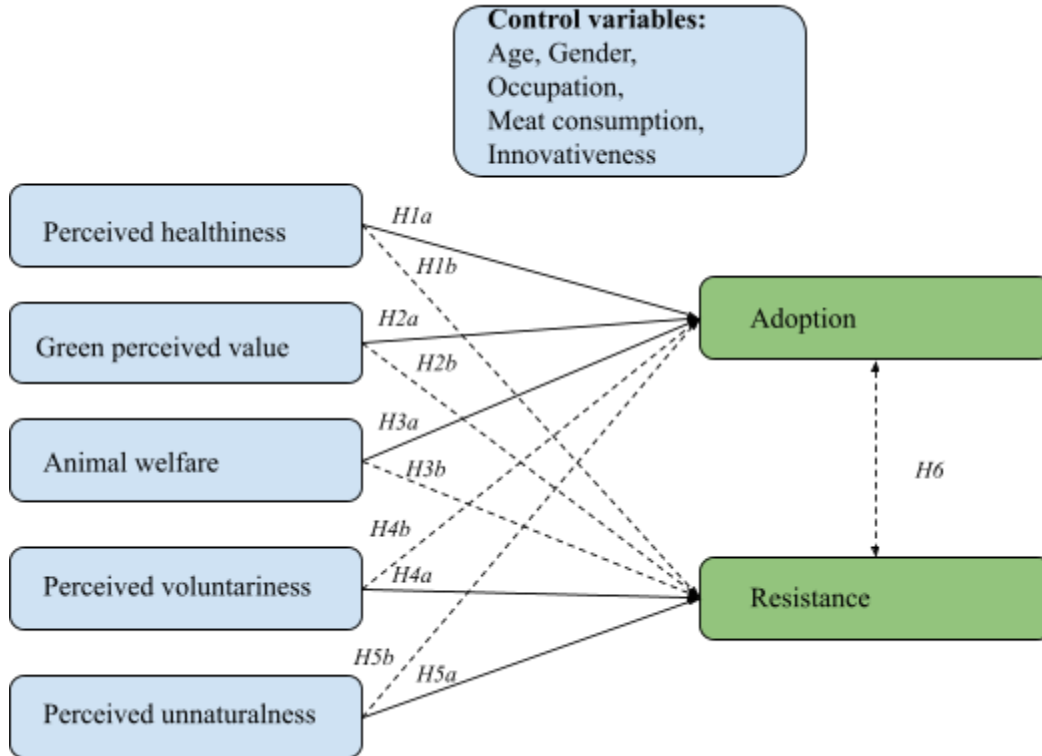 Control variables:
Age, Gender,
Occupation,
Meat consumption,
Innovativeness
Perceived healthiness
H1a
H1b
Green perceived value
H2a
H2b
Adoption
Animal welfare
H3a
H3b
H6
Perceived voluntariness
H4b
H4a
Resistance
Perceived unnaturalness
H5b
H5a